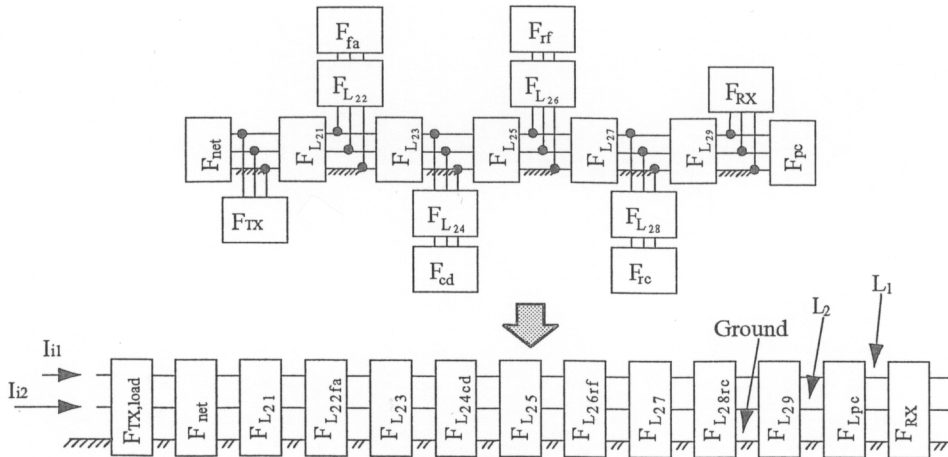 Ffa
Frf
FL22
FL26
FRX
Fnet
FL21
FL23
FL25
FL27
FL29
Fpc
FTX
FL24
FL28
Fcd
Frc
L1
L2
Ground
Ii1
Ii2
FTX,load
Fnet
FL21
FL22fa
FL23
FL24cd
FL25
FL26rf
FL27
FL28rc
FL29
FLpc
FRX